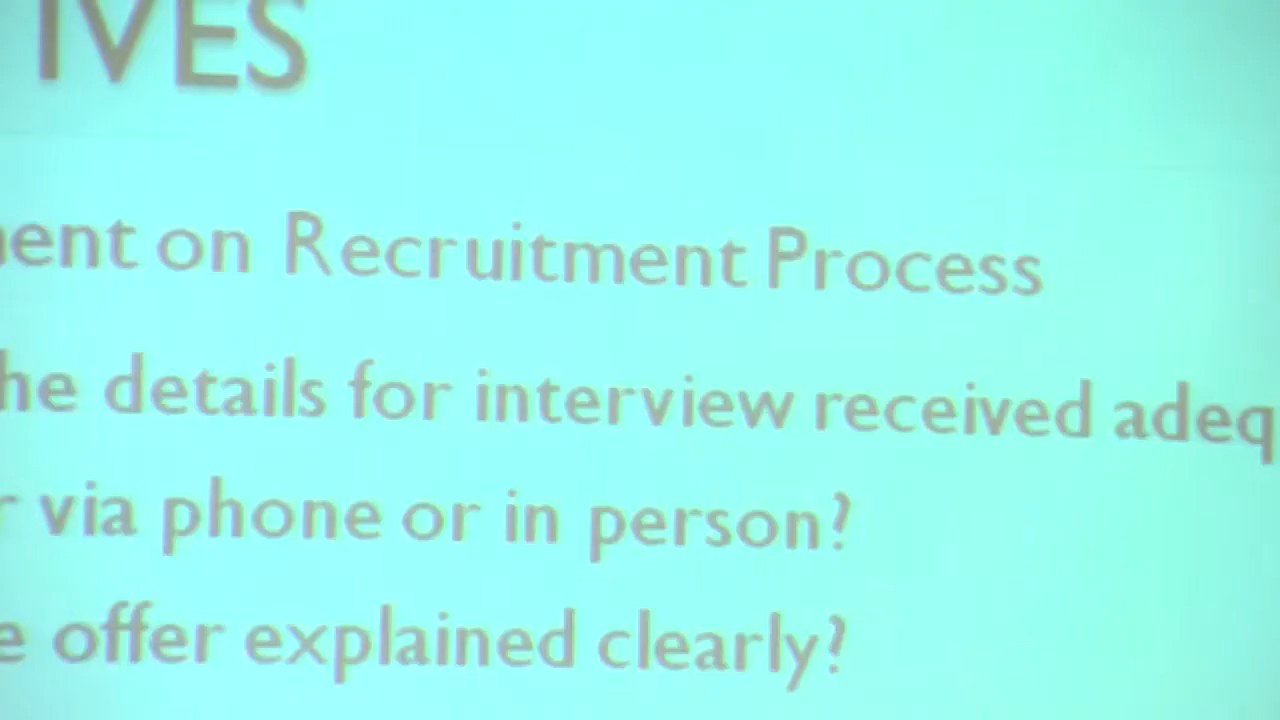 IVES
ent on Recruitment Process
he details for interview received adeq
r via phone or in person?
e offer explained clearly?